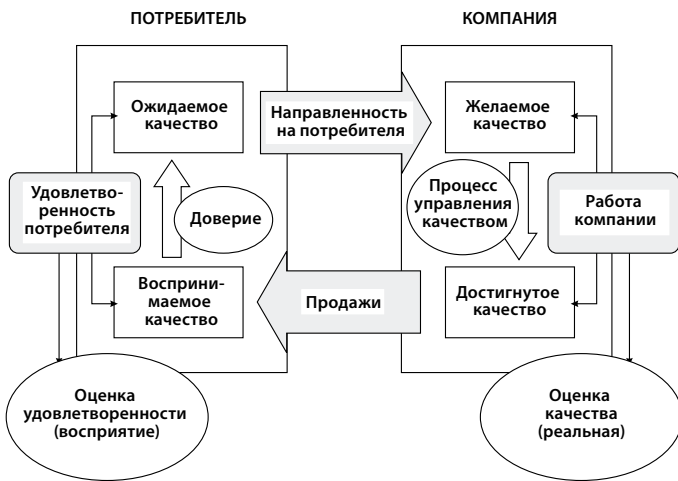 ПОТРЕБИТЕЛЬ
КОМПАНИЯ
Ожидаемое
качество
Направленность
на потребителя
Желаемое
качество
Удовлетво-
ренность
потребителя
Доверие
Процесс
управления
качеством
Работа
компании
Восприни-
маемое
качество
Продажи
Достигнутое
качество
Оценка
удовлетворенности
(восприятие)
Оценка
качества
(реальная)